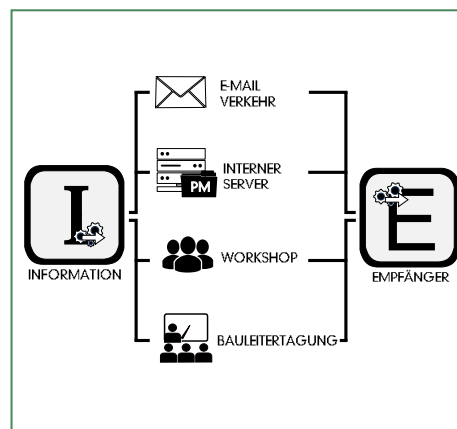 E-MAIL
VERKEHR
INTERNER
SERVER
PM
I
INFORMATION
E
EMPFÄNGER
WORKSHOP
BAULEITERTAGUNG